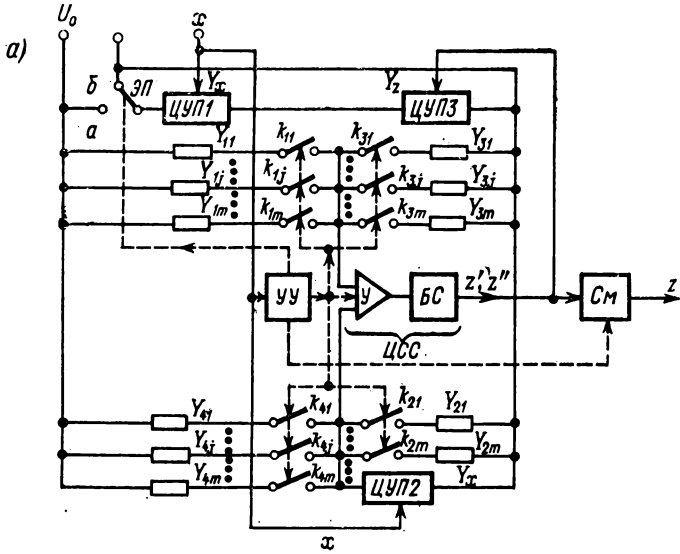 U₀ x
а)
б ЭП Yx Yz
ЦУП1 ЦУП3
а
Y11 k11 k31 Y31
Y1j k1j k3j Y3j
Y1m k1m k3m Y3m
УУ У БС z', z'' См z
ЦСС
Y41 k41 k21 Y21
Y4j k4j k2m Y2m
Y4m k4m ЦУП2 Yx
x